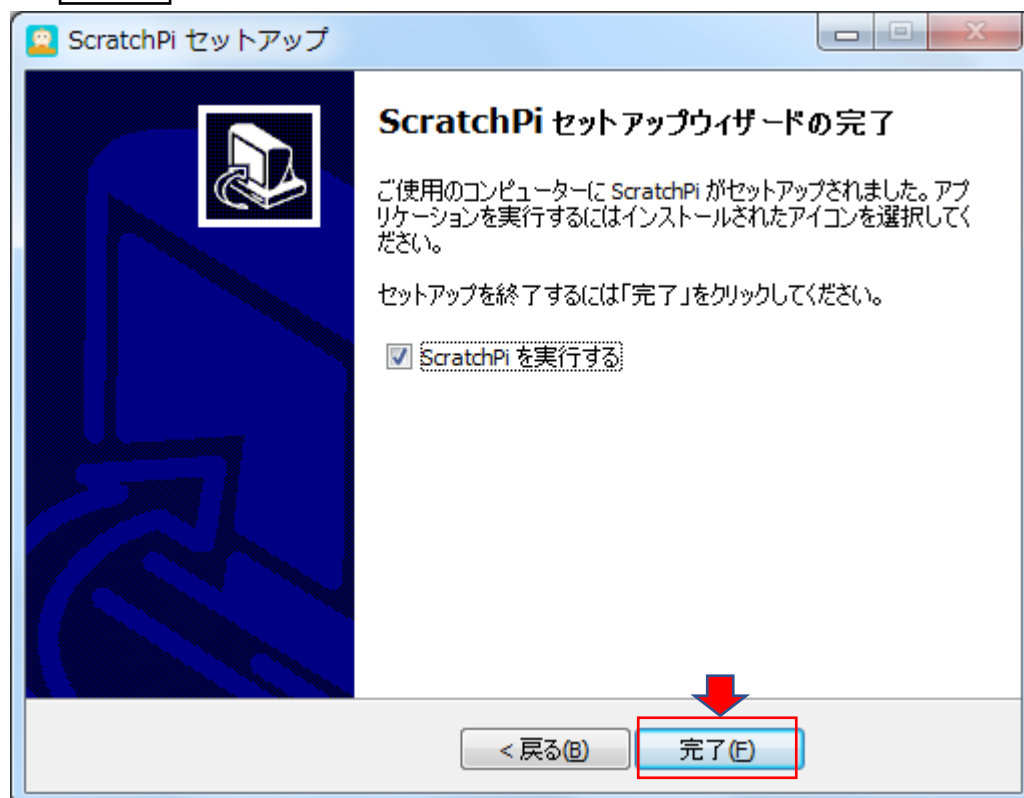 ScratchPi セットアップ
ScratchPi セットアップウィザードの完了
ご使用のコンピューターに ScratchPi がセットアップされました。アプ
リケーションを実行するにはインストールされたアイコンを選択してく
ださい。
セットアップを終了するには「完了」をクリックしてください。
ScratchPi を実行する
< 戻る(B)
完了(F)